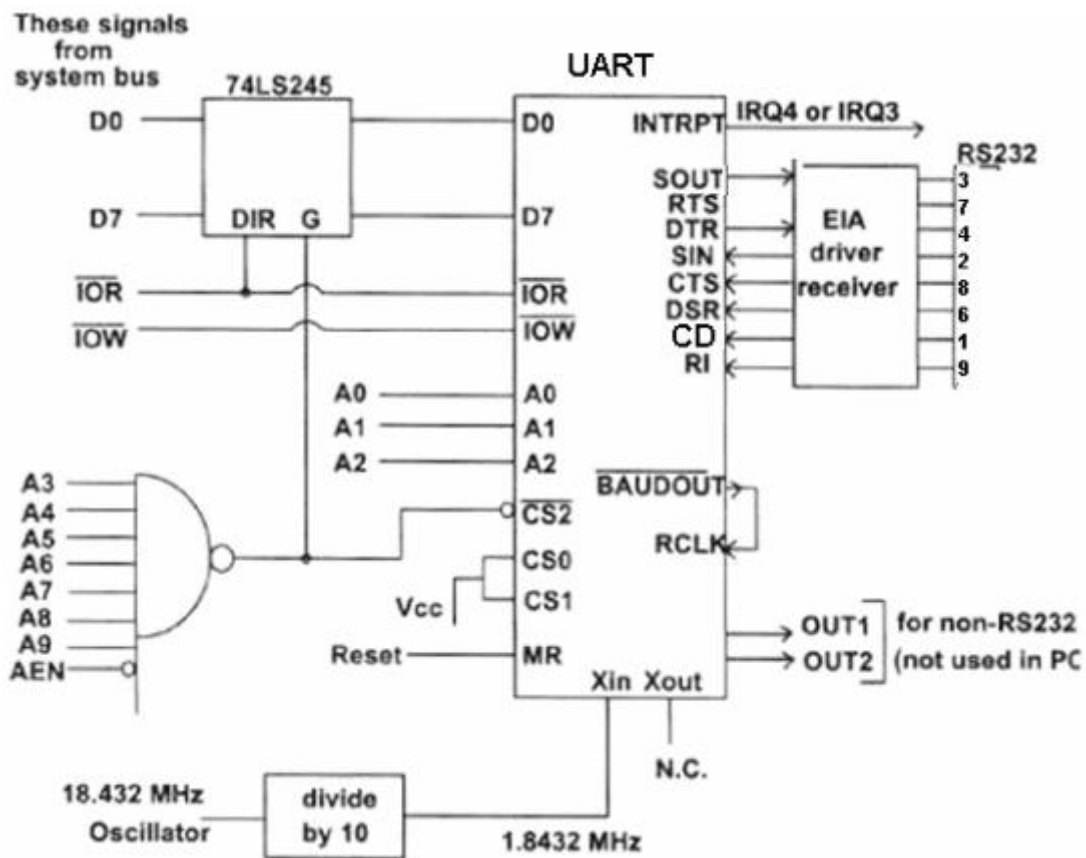 These signals
from
system bus
74LS245
UART
D0
D7
DIR G
IOR
IOW
D0
D7
IOR
IOW
A0
A1
A2
A0
A1
A2
A3
A4
A5
A6
A7
A8
A9
AEN
CS2
CS0
CS1
Vcc
Reset
MR
Xin Xout
N.C.
INTRPT
IRQ4 or IRQ3
RS232
SOUT
RTS
DTR
SIN
CTS
DSR
CD
RI
EIA
driver
receiver
3
7
4
2
8
6
1
9
BAUDOUT
RCLK
OUT1
OUT2
for non-RS232
(not used in PC
18.432 MHz
Oscillator
divide
by 10
1.8432 MHz